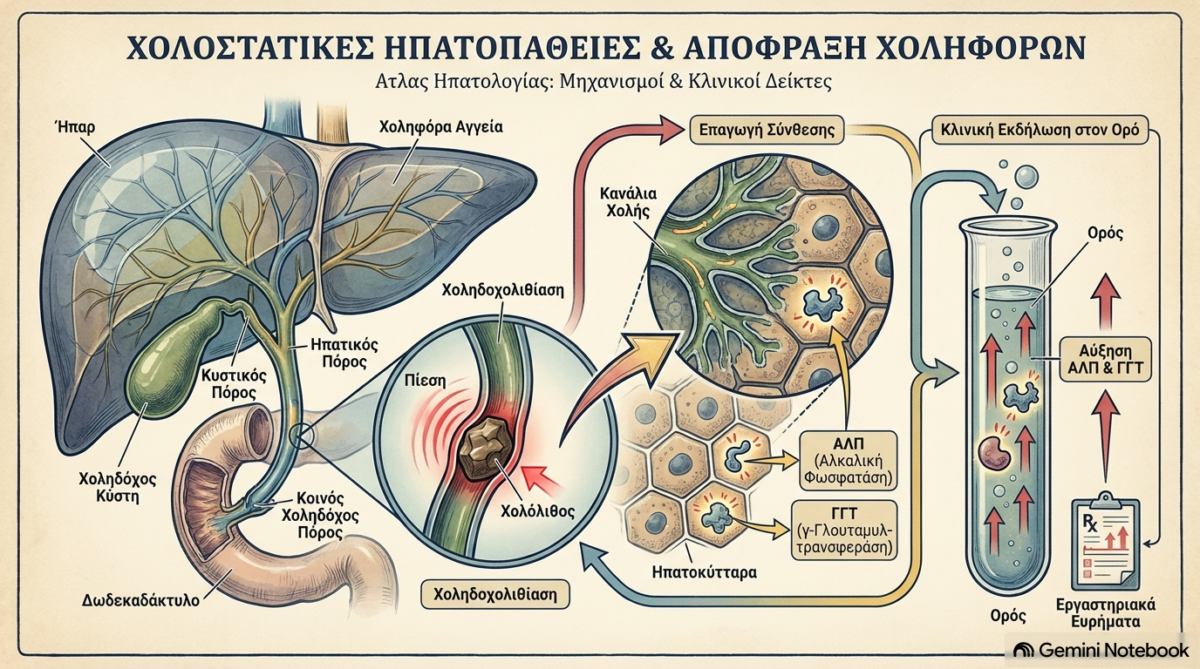 ΧΟΛΟΣΤΑΤΙΚΕΣ ΗΠΑΤΟΠΑΘΕΙΕΣ & ΑΠΟΦΡΑΞΗ ΧΟΛΗΦΟΡΩΝ
Ατλας Ηπατολογίας: Μηχανισμοί & Κλινικοί Δείκτες
Ήπαρ
Χοληφόρα Αγγεία
Κυστικός
Πόρος
Ηπατικός
Πόρος
Χοληδόχος
Κύστη
Κοινός
Χοληδόχος
Πόρος
Δωδεκαδάκτυλο
Χοληδοχολιθίαση
Πίεση
Χολόλιθος
Χοληδοχολιθίαση
Επαγωγή Σύνθεσης
Κανάλια
Χολής
ΑΛΠ
(Αλκαλική
Φωσφατάση)
ΓΓΤ
(γ-Γλουταμυλ-
τρανσφεράση)
Ηπατοκύτταρα
Κλινική Εκδήλωση στον Ορό
Ορός
Αύξηση
ΑΛΠ & ΓΓΤ
Rx
Ορός
Εργαστηριακά
Ευρήματα
Gemini Notebook